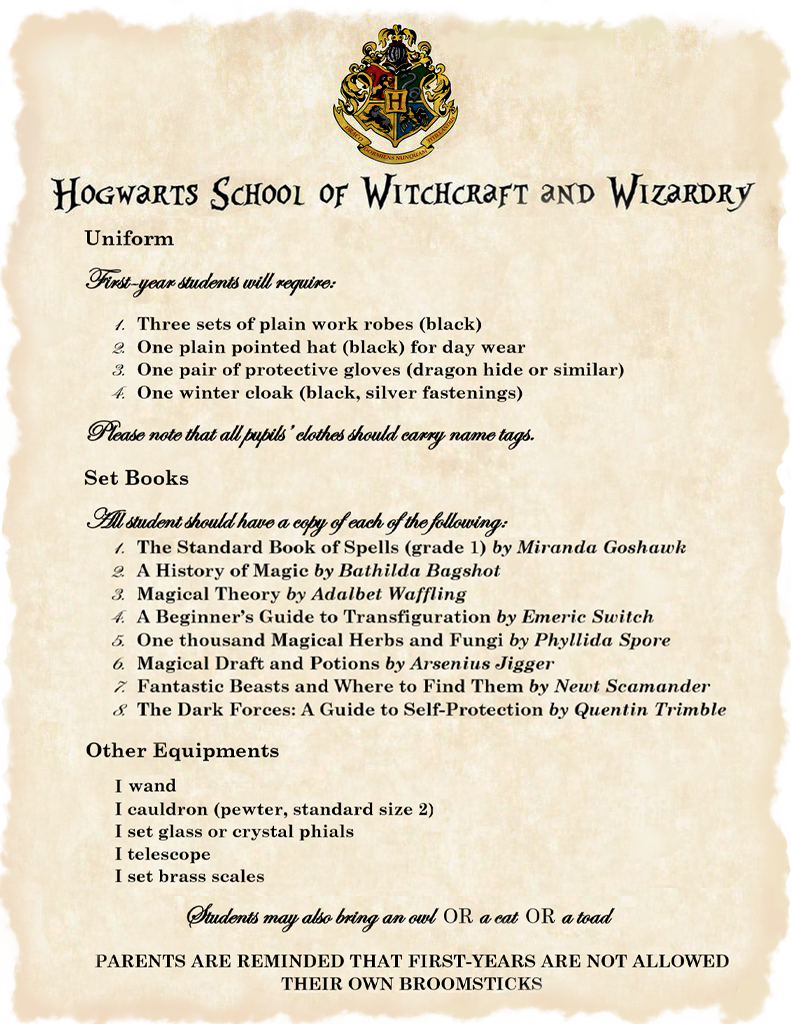 H
DRACO DORMIENS NUNQUAM TITILLANDUS
Hogwarts School of Witchcraft and Wizardry
Uniform
First-year students will require:
1. Three sets of plain work robes (black)
2. One plain pointed hat (black) for day wear
3. One pair of protective gloves (dragon hide or similar)
4. One winter cloak (black, silver fastenings)
Please note that all pupils' clothes should carry name tags.
Set Books
All student should have a copy of each of the following:
1. The Standard Book of Spells (grade 1) by Miranda Goshawk
2. A History of Magic by Bathilda Bagshot
3. Magical Theory by Adalbet Waffling
4. A Beginner's Guide to Transfiguration by Emeric Switch
5. One thousand Magical Herbs and Fungi by Phyllida Spore
6. Magical Draft and Potions by Arsenius Jigger
7. Fantastic Beasts and Where to Find Them by Newt Scamander
8. The Dark Forces: A Guide to Self-Protection by Quentin Trimble
Other Equipments
I wand
I cauldron (pewter, standard size 2)
I set glass or crystal phials
I telescope
I set brass scales
Students may also bring an owl OR a cat OR a toad
PARENTS ARE REMINDED THAT FIRST-YEARS ARE NOT ALLOWED
THEIR OWN BROOMSTICKS